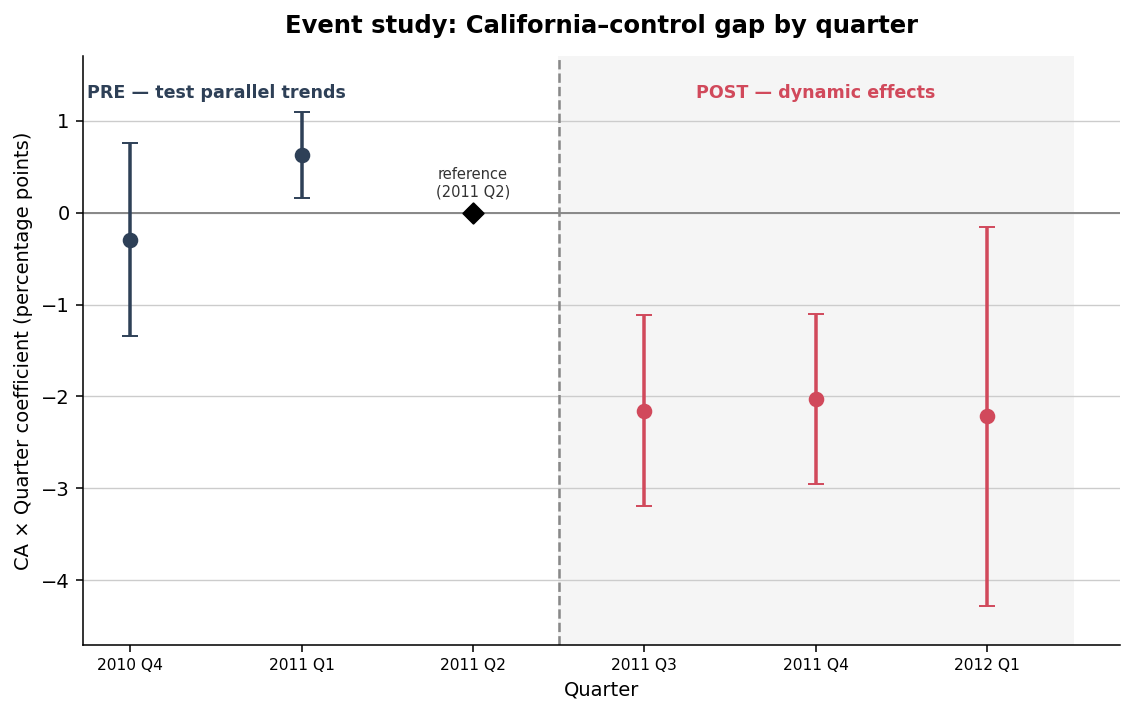 Event study: California–control gap by quarter
PRE — test parallel trends
POST — dynamic effects
reference
(2011 Q2)
CA × Quarter coefficient (percentage points)
1
0
−1
−2
−3
−4
2010 Q4
2011 Q1
2011 Q2
2011 Q3
2011 Q4
2012 Q1
Quarter